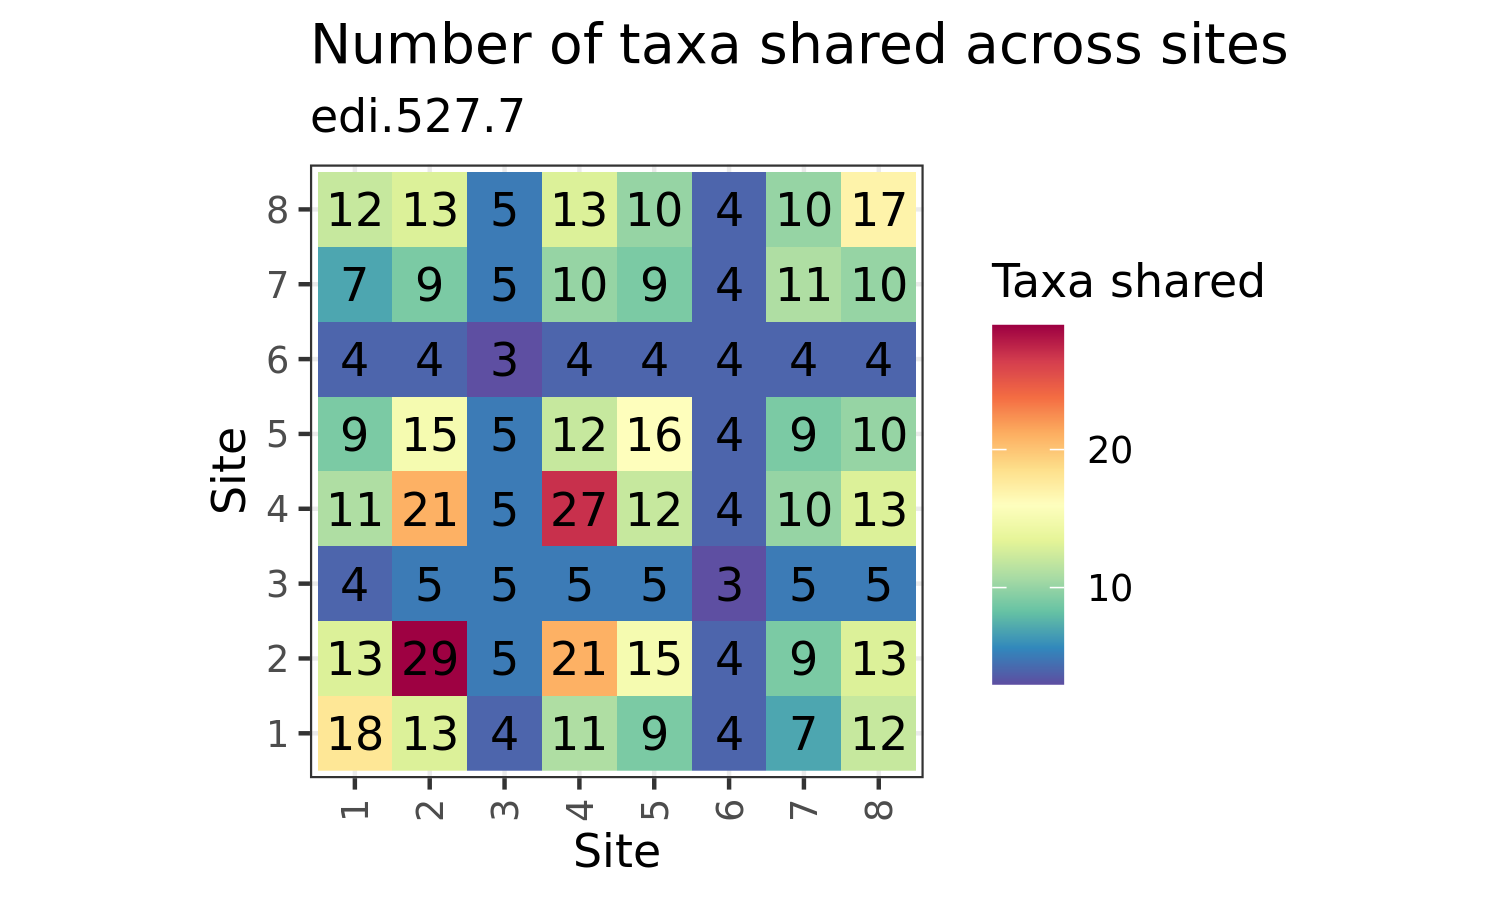 Number of taxa shared across sites
edi.527.7
8 12 13 5 13 10 4 10 17
7 7 9 5 10 9 4 11 10
6 4 4 3 4 4 4 4 4
5 9 15 5 12 16 4 9 10
4 11 21 5 27 12 4 10 13
3 4 5 5 5 5 3 5 5
2 13 29 5 21 15 4 9 13
1 18 13 4 11 9 4 7 12
1 2 3 4 5 6 7 8
Site
Site
Taxa shared
20
10